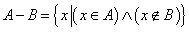 A − B = {x|(x ∈ A) ∧ (x ∉ B)}